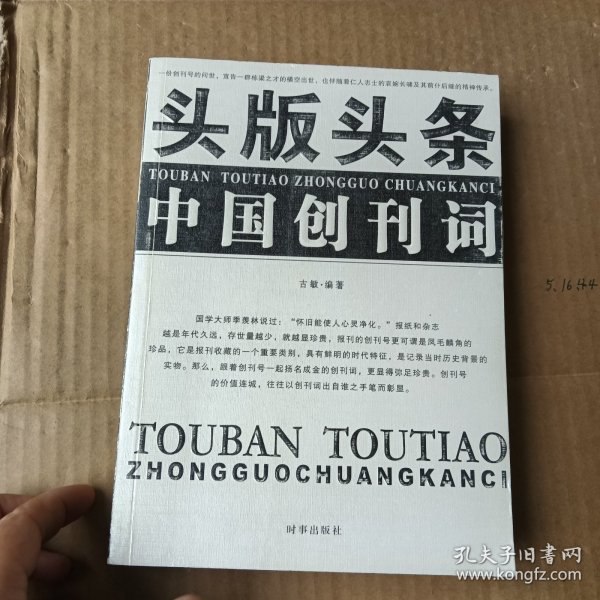 一份创刊号的问世，宣告一群栋梁之才的横空出世，也伴随着仁人志士的哀婉长啸及其前仆后继的精神传承。
头版头条
TOUBAN TOUTIAO ZHONGGUO CHUANGKANCI
中国创刊词
古敏·编著
国学大师季羡林说过：“怀旧能使人心灵净化。”报纸和杂志
越是年代久远，存世量越少，就越显珍贵，报刊的创刊号更可谓是凤毛麟角的
珍品，它是报刊收藏的一个重要类别，具有鲜明的时代特征，是记录当时历史背景的
实物。那么，跟着创刊号一起扬名成金的创刊词，更显得弥足珍贵。创刊号
的价值连城，往往以创刊词出自谁之手笔而彰显。
TOUBAN TOUTIAO
ZHONGGUOCHUANGKANCI
时事出版社
5.16.44
孔夫子旧书网
www.kongfz.com